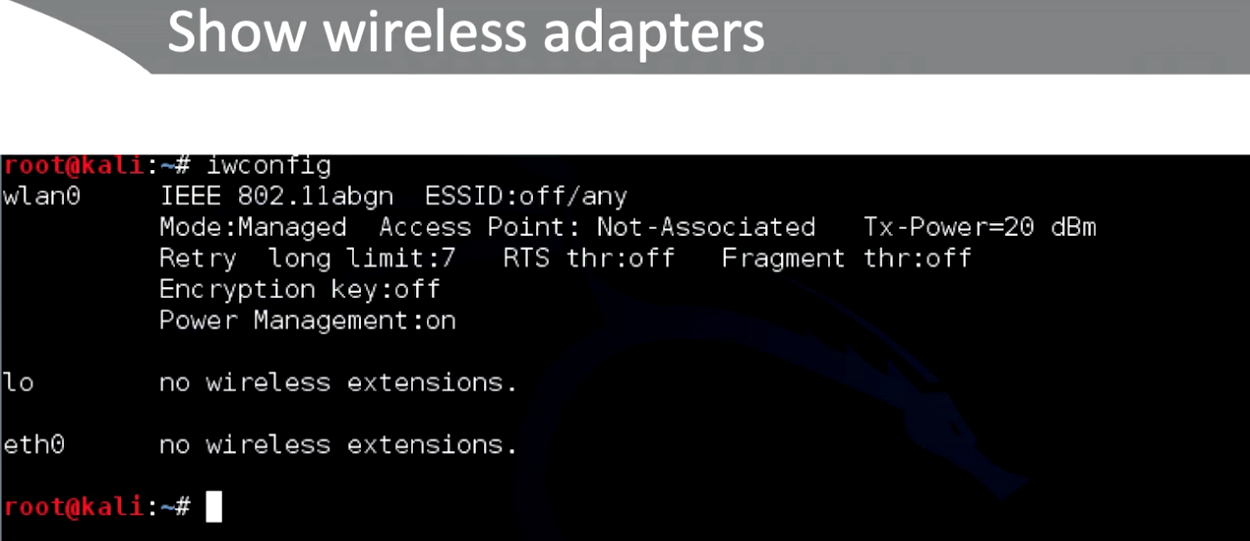 Show wireless adapters
root@kali:~# iwconfig
wlan0     IEEE 802.11abgn  ESSID:off/any
          Mode:Managed  Access Point: Not-Associated   Tx-Power=20 dBm
          Retry  long limit:7   RTS thr:off   Fragment thr:off
          Encryption key:off
          Power Management:on
lo        no wireless extensions.
eth0      no wireless extensions.
root@kali:~#